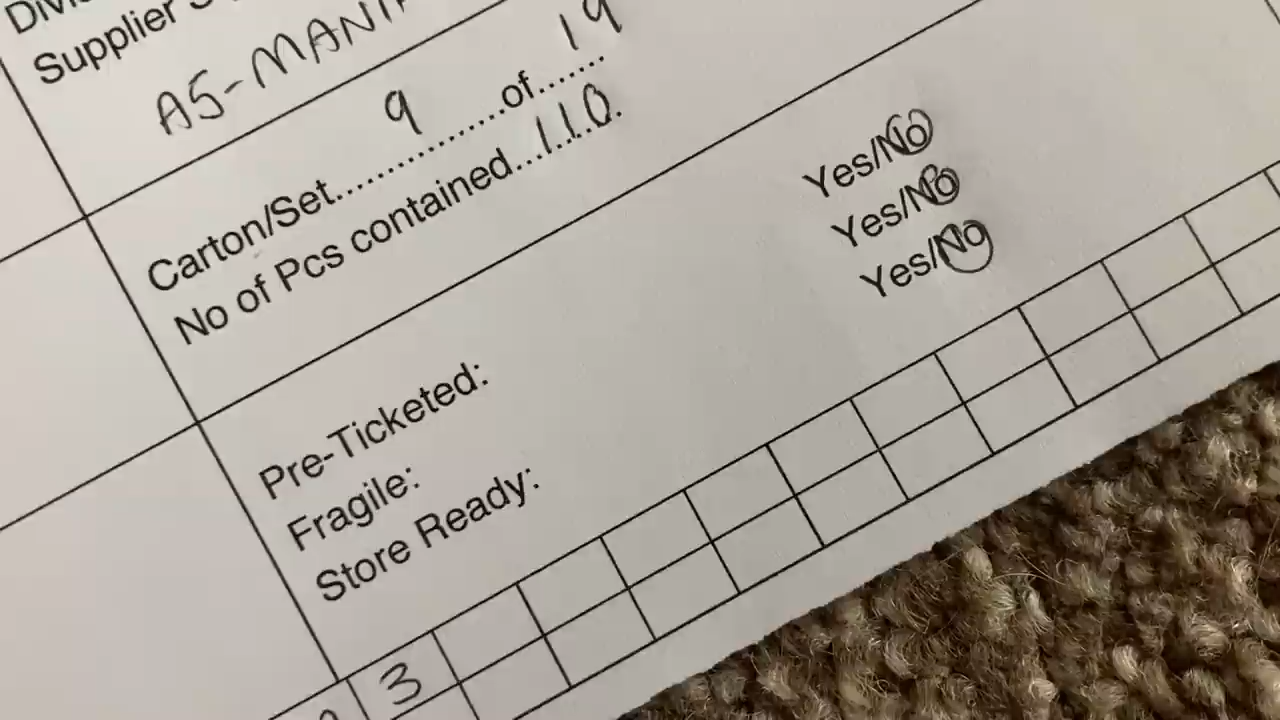 Supplier
A5-MANI
Carton/Set................9.........of....19....
No of Pcs contained...110.
Pre-Ticketed: Yes/No
Fragile: Yes/No
Store Ready: Yes/No
3